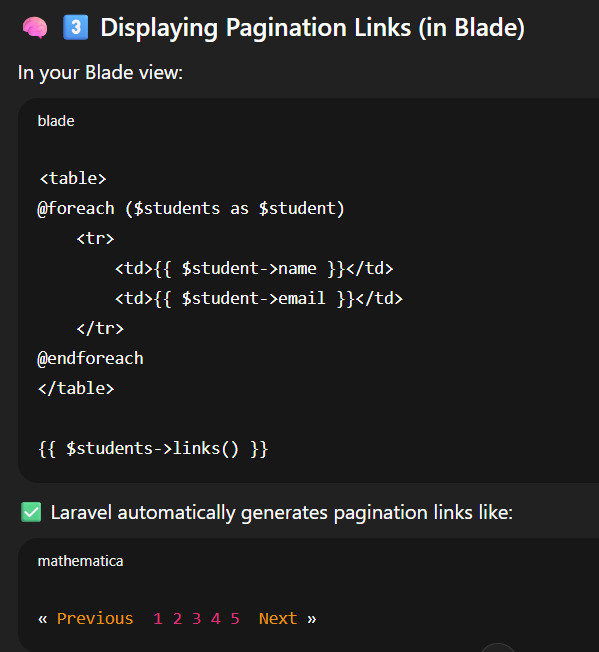 🧠 3️⃣ Displaying Pagination Links (in Blade)
In your Blade view:
blade
<table>
@foreach ($students as $student)
    <tr>
        <td>{{ $student->name }}</td>
        <td>{{ $student->email }}</td>
    </tr>
@endforeach
</table>
{{ $students->links() }}
✅ Laravel automatically generates pagination links like:
mathematica
« Previous  1 2 3 4 5  Next »